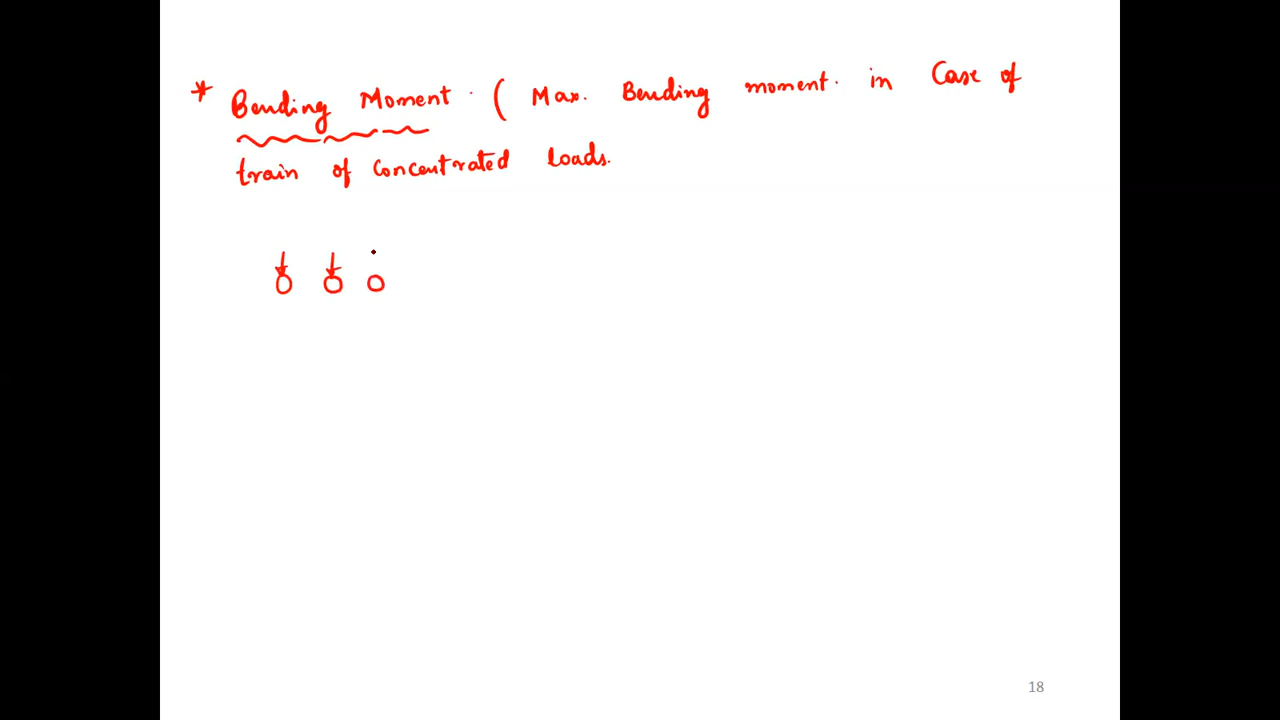 * Bending Moment. ( Max. Bending moment. in Case of
train of concentrated loads.
18